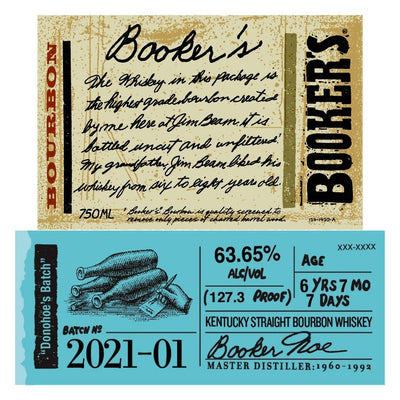 BOURBON
Booker's
The Whiskey in this package is
the highest grade bourbon created
by me here at Jim Beam it is
bottled uncut and unfiltered
My grandfather, Jim Beam liked his
whiskey from six to eight years old
750ML
'Booker's' Bourbon is quality screened to
remove only pieces of charred barrel wood.
BOOKER'S
"Donohoe's Batch"
BATCH Nº
2021-01
63.65%
ALC/VOL
(127.3 PROOF)
XXX-XXXX
AGE
6 YRS 7 MO
7 DAYS
KENTUCKY STRAIGHT BOURBON WHISKEY
Booker Noe
MASTER DISTILLER: 1960-1992